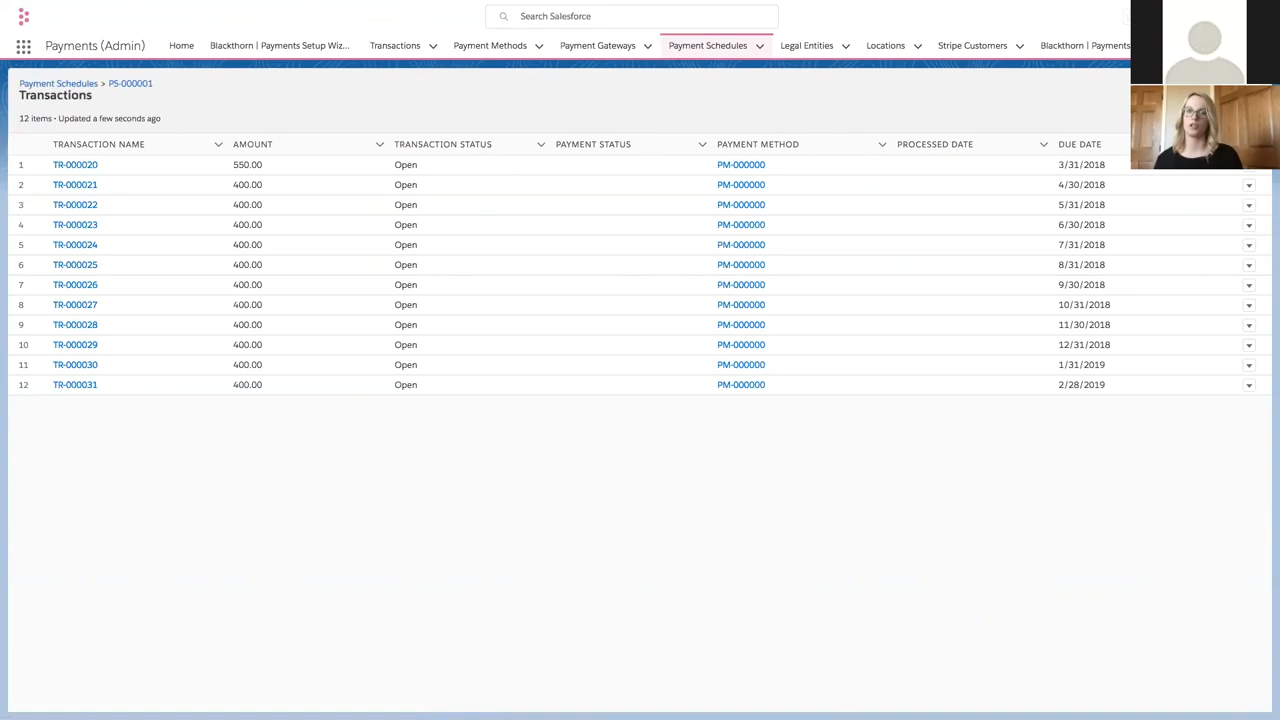 Search Salesforce
Payments (Admin) Home Blackthorn | Payments Setup Wiz... Transactions Payment Methods Payment Gateways Payment Schedules Legal Entities Locations Stripe Customers Blackthorn | Payments
Payment Schedules > PS-000001
Transactions
12 items • Updated a few seconds ago
TRANSACTION NAME AMOUNT TRANSACTION STATUS PAYMENT STATUS PAYMENT METHOD PROCESSED DATE DUE DATE
1 TR-000020 550.00 Open PM-000000 3/31/2018
2 TR-000021 400.00 Open PM-000000 4/30/2018
3 TR-000022 400.00 Open PM-000000 5/31/2018
4 TR-000023 400.00 Open PM-000000 6/30/2018
5 TR-000024 400.00 Open PM-000000 7/31/2018
6 TR-000025 400.00 Open PM-000000 8/31/2018
7 TR-000026 400.00 Open PM-000000 9/30/2018
8 TR-000027 400.00 Open PM-000000 10/31/2018
9 TR-000028 400.00 Open PM-000000 11/30/2018
10 TR-000029 400.00 Open PM-000000 12/31/2018
11 TR-000030 400.00 Open PM-000000 1/31/2019
12 TR-000031 400.00 Open PM-000000 2/28/2019